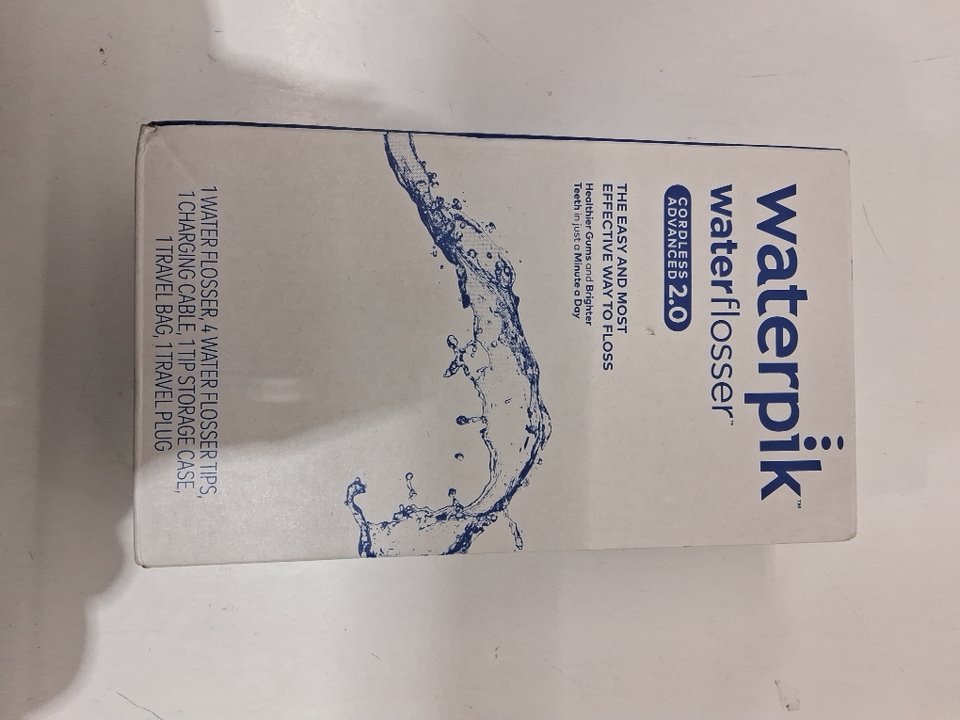 waterpik™
waterflosser™
CORDLESS
ADVANCED 2.0
THE EASY AND MOST
EFFECTIVE WAY TO FLOSS
Healthier Gums and Brighter
Teeth in just a Minute a Day
1 WATER FLOSSER, 4 WATER FLOSSER TIPS,
1 CHARGING CABLE, 1 TIP STORAGE CASE,
1 TRAVEL BAG, 1 TRAVEL PLUG